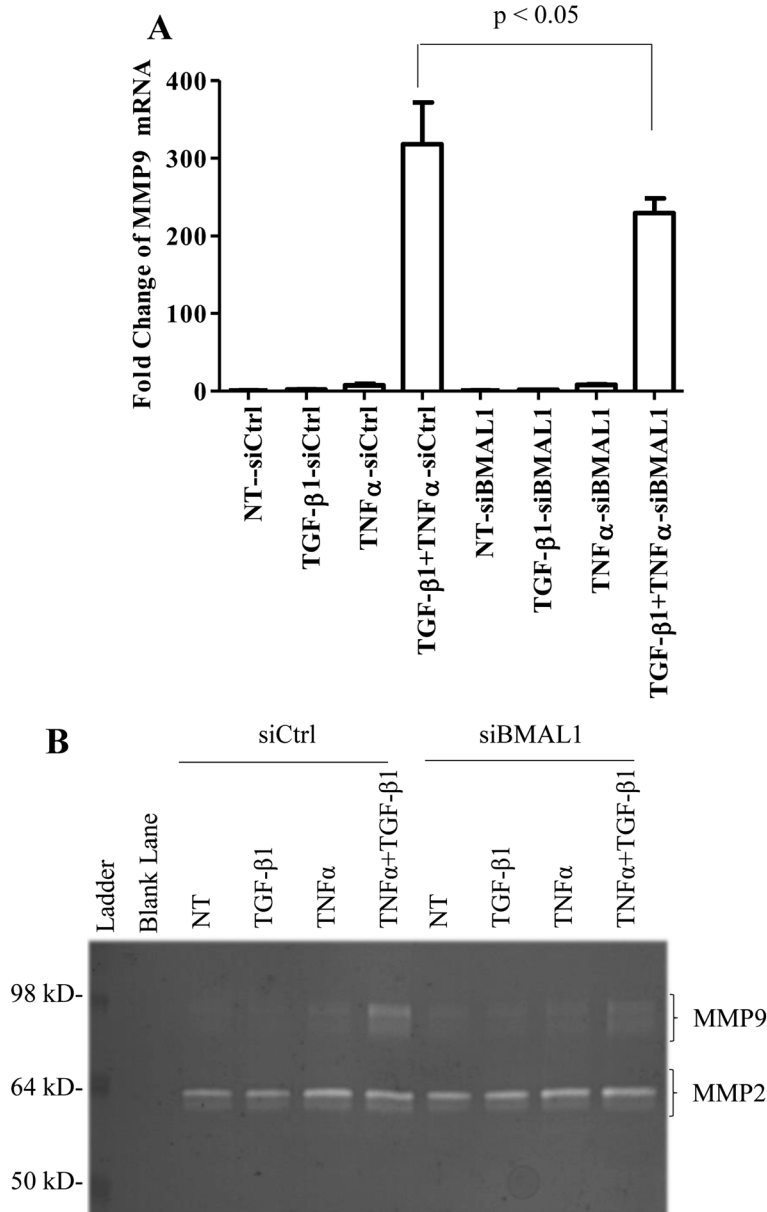 A
p < 0.05
Fold Change of MMP9 mRNA
400
300
200
100
0
NT--siCtrl
TGF-β1-siCtrl
TNFα-siCtrl
TGF-β1+TNFα-siCtrl
NT-siBMAL1
TGF-β1-siBMAL1
TNFα-siBMAL1
TGF-β1+TNFα-siBMAL1
B
siCtrl
siBMAL1
Ladder
Blank Lane
NT
TGF-β1
TNFα
TNFα+TGF-β1
NT
TGF-β1
TNFα
TNFα+TGF-β1
98 kD-
MMP9
64 kD-
MMP2
50 kD-